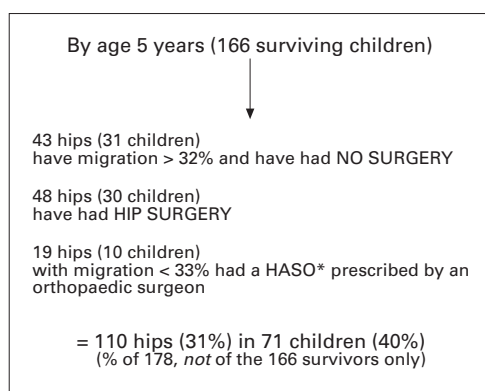 By age 5 years (166 surviving children)
43 hips (31 children)
have migration > 32% and have had NO SURGERY
48 hips (30 children)
have had HIP SURGERY
19 hips (10 children)
with migration < 33% had a HASO* prescribed by an
orthopaedic surgeon
= 110 hips (31%) in 71 children (40%)
(% of 178, not of the 166 survivors only)